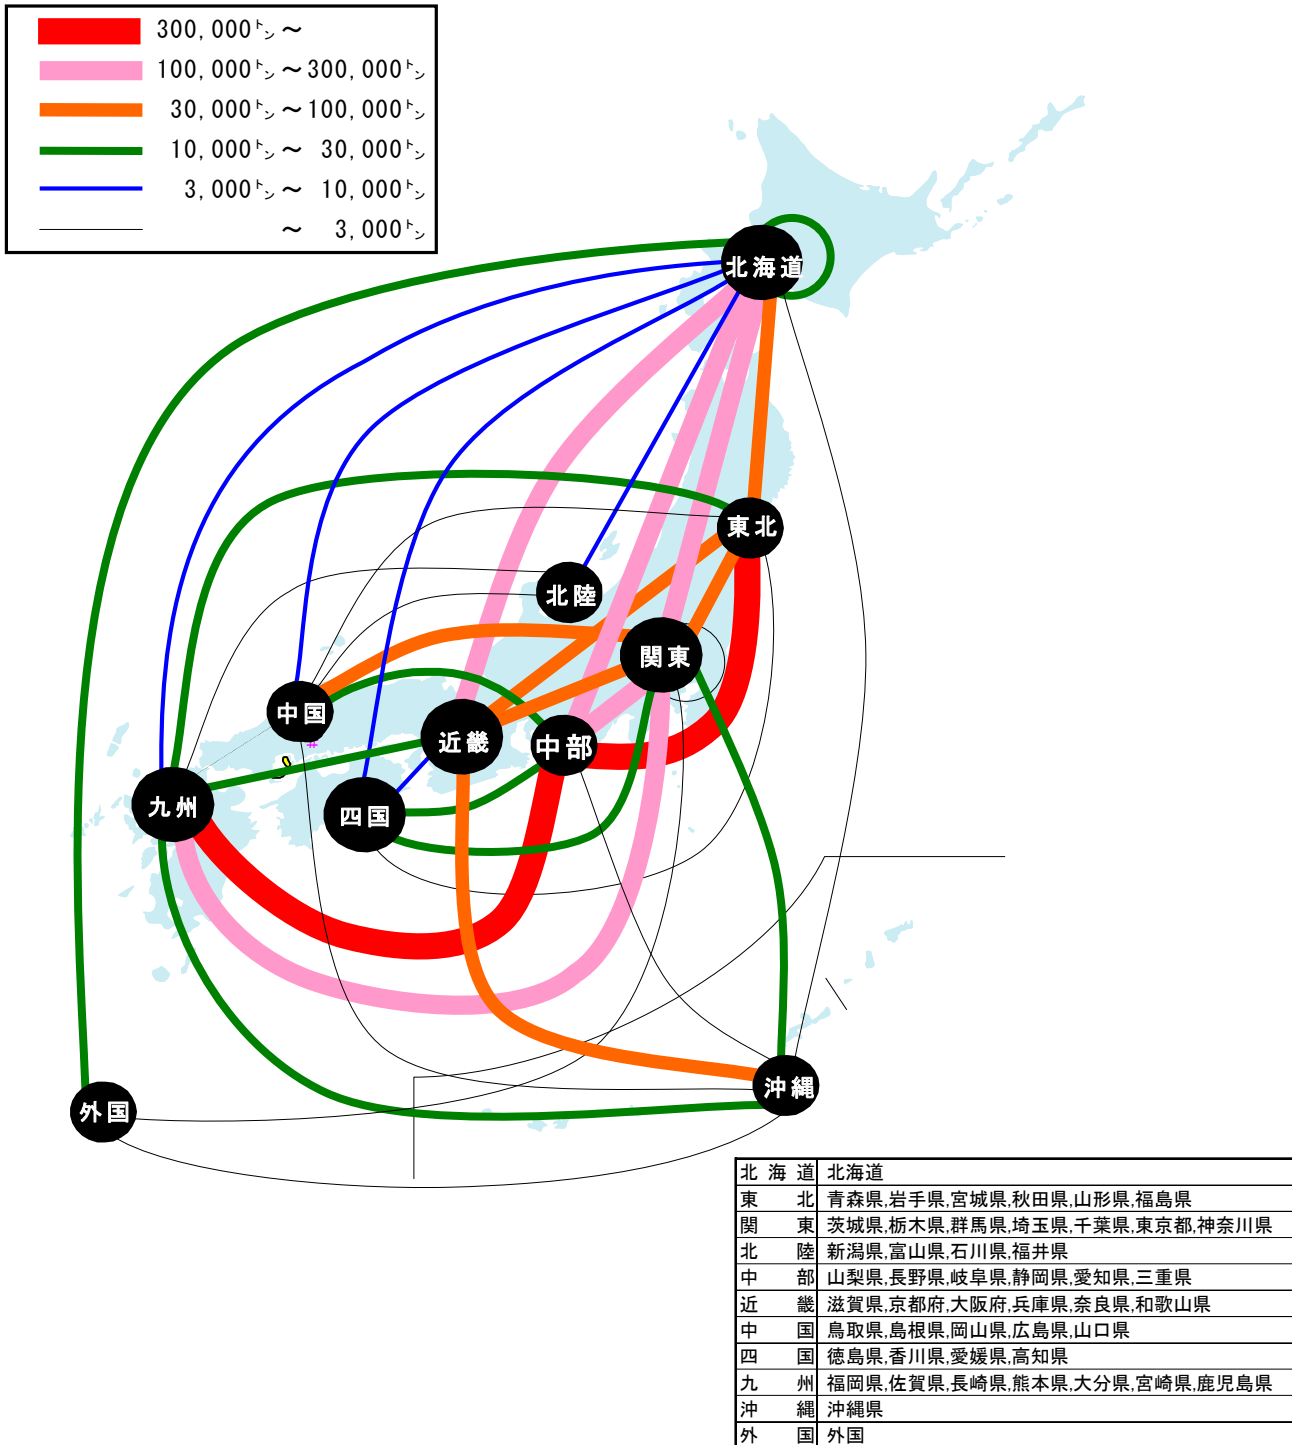 300,000㌧～
100,000㌧～300,000㌧
30,000㌧～100,000㌧
10,000㌧～ 30,000㌧
3,000㌧～ 10,000㌧
～ 3,000㌧
北海道
東北
北陸
関東
中国
近畿
中部
九州
四国
沖縄
外国
北海道 北海道
東北 青森県,岩手県,宮城県,秋田県,山形県,福島県
関東 茨城県,栃木県,群馬県,埼玉県,千葉県,東京都,神奈川県
北陸 新潟県,富山県,石川県,福井県
中部 山梨県,長野県,岐阜県,静岡県,愛知県,三重県
近畿 滋賀県,京都府,大阪府,兵庫県,奈良県,和歌山県
中国 鳥取県,島根県,岡山県,広島県,山口県
四国 徳島県,香川県,愛媛県,高知県
九州 福岡県,佐賀県,長崎県,熊本県,大分県,宮崎県,鹿児島県
沖縄 沖縄県
外国 外国